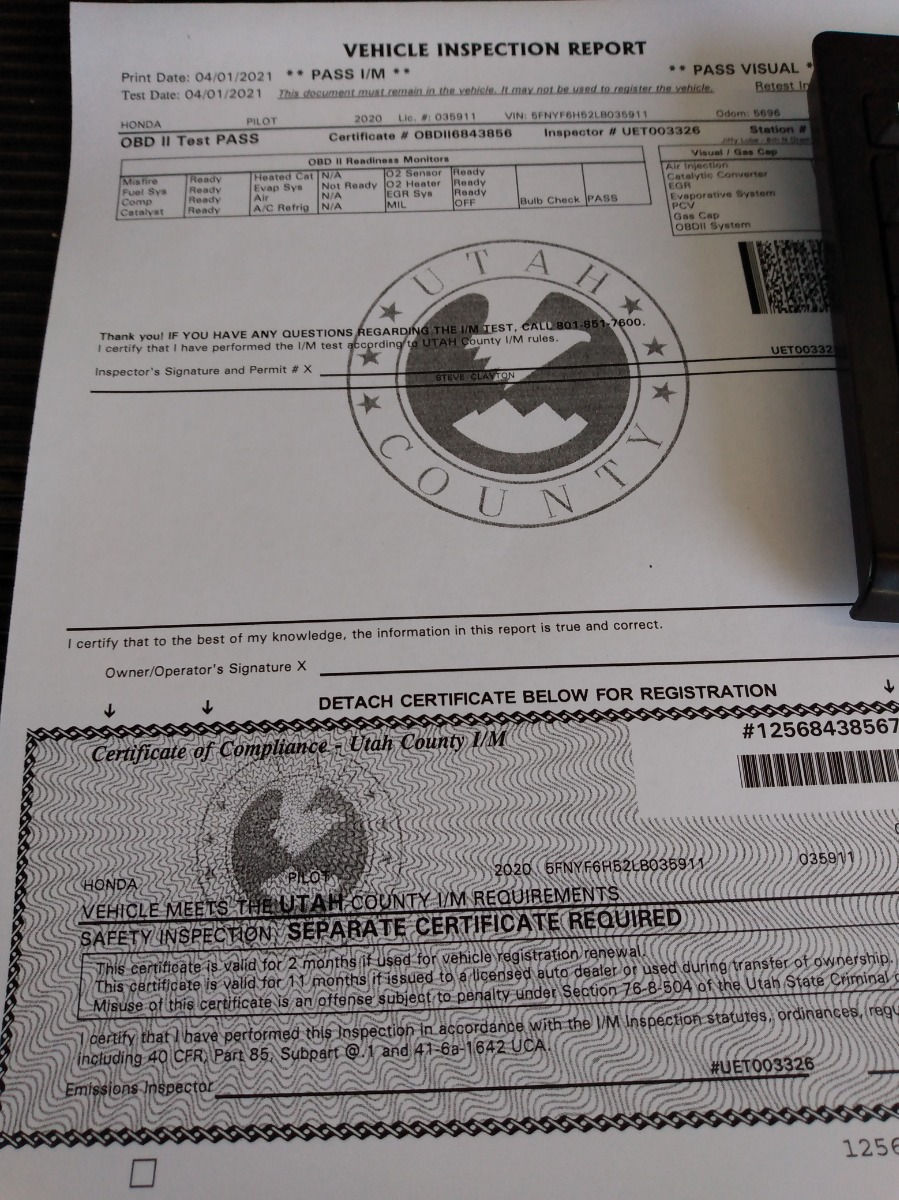 VEHICLE INSPECTION REPORT
Print Date: 04/01/2021 ** PASS I/M ** ** PASS VISUAL *
Test Date: 04/01/2021 This document must remain in the vehicle. It may not be used to register the vehicle. Retest In
HONDA PILOT 2020 Lic. #: 035911 VIN: 5FNYF6H52LB035911 Odom: 5696
OBD II Test PASS Certificate # OBDII6843856 Inspector # UET003326 Station #
Jiffy Lube
OBD II Readiness Monitors Visual / Gas Cap
Misfire Ready Heated Cat N/A O2 Sensor Ready Air Injection
Fuel Sys Ready Evap Sys Not Ready O2 Heater Ready Catalytic Converter
Comp Ready Air N/A EGR Sys Ready EGR
Catalyst Ready A/C Refrig N/A MIL OFF Bulb Check PASS Evaporative System
PCV
Gas Cap
OBDII System
UTAH
COUNTY
Thank you! IF YOU HAVE ANY QUESTIONS REGARDING THE I/M TEST, CALL 801-851-7600.
I certify that I have performed the I/M test according to UTAH County I/M rules.
UET00332
Inspector's Signature and Permit # X
STEVE CLAYTON
I certify that to the best of my knowledge, the information in this report is true and correct.
Owner/Operator's Signature X
DETACH CERTIFICATE BELOW FOR REGISTRATION
Certificate of Compliance - Utah County I/M
#12568438567
HONDA PILOT 2020 5FNYF6H52LB035911 035911
VEHICLE MEETS THE UTAH COUNTY I/M REQUIREMENTS
SAFETY INSPECTION: SEPARATE CERTIFICATE REQUIRED
This certificate is valid for 2 months if used for vehicle registration renewal.
This certificate is valid for 11 months if issued to a licensed auto dealer or used during transfer of ownership.
Misuse of this certificate is an offense subject to penalty under Section 76-8-504 of the Utah State Criminal
I certify that I have performed this Inspection in accordance with the I/M Inspection statutes, ordinances, regu
including 40 CFR, Part 85, Subpart @.1 and 41-6a-1642 UCA.
#UET003326
Emissions Inspector
1256